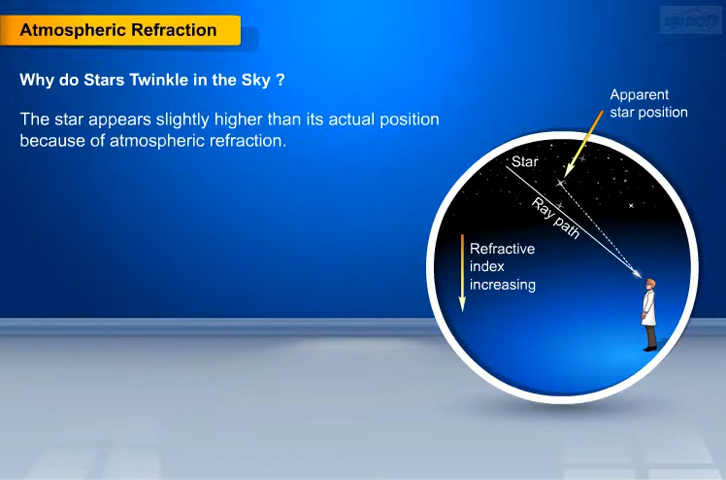 Atmospheric Refraction
Why do Stars Twinkle in the Sky ?
The star appears slightly higher than its actual position
because of atmospheric refraction.
Apparent
star position
Star
Ray path
Refractive
index
increasing